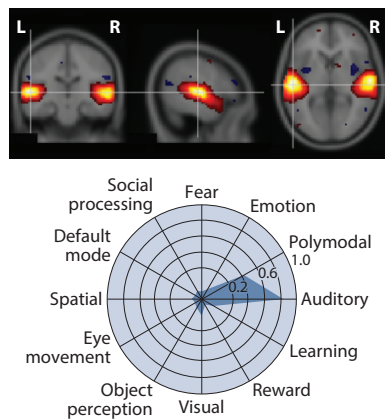 L R L R
Social
processing
Fear
Emotion
Default
mode
Polymodal
1.0
0.6
0.2
Spatial
Auditory
Eye
movement
Learning
Object
perception
Visual
Reward